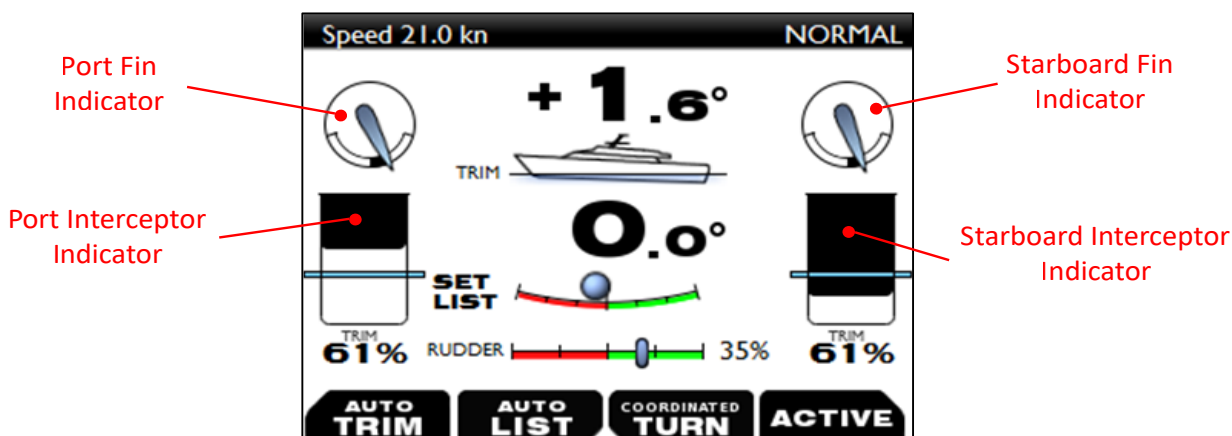 Speed 21.0 kn NORMAL
Port Fin
Indicator
Starboard Fin
Indicator
+ 1.6°
TRIM
Port Interceptor
Indicator
0.0°
Starboard Interceptor
Indicator
SET
LIST
TRIM
61%
RUDDER
35%
TRIM
61%
AUTO
TRIM
AUTO
LIST
COORDINATED
TURN
ACTIVE